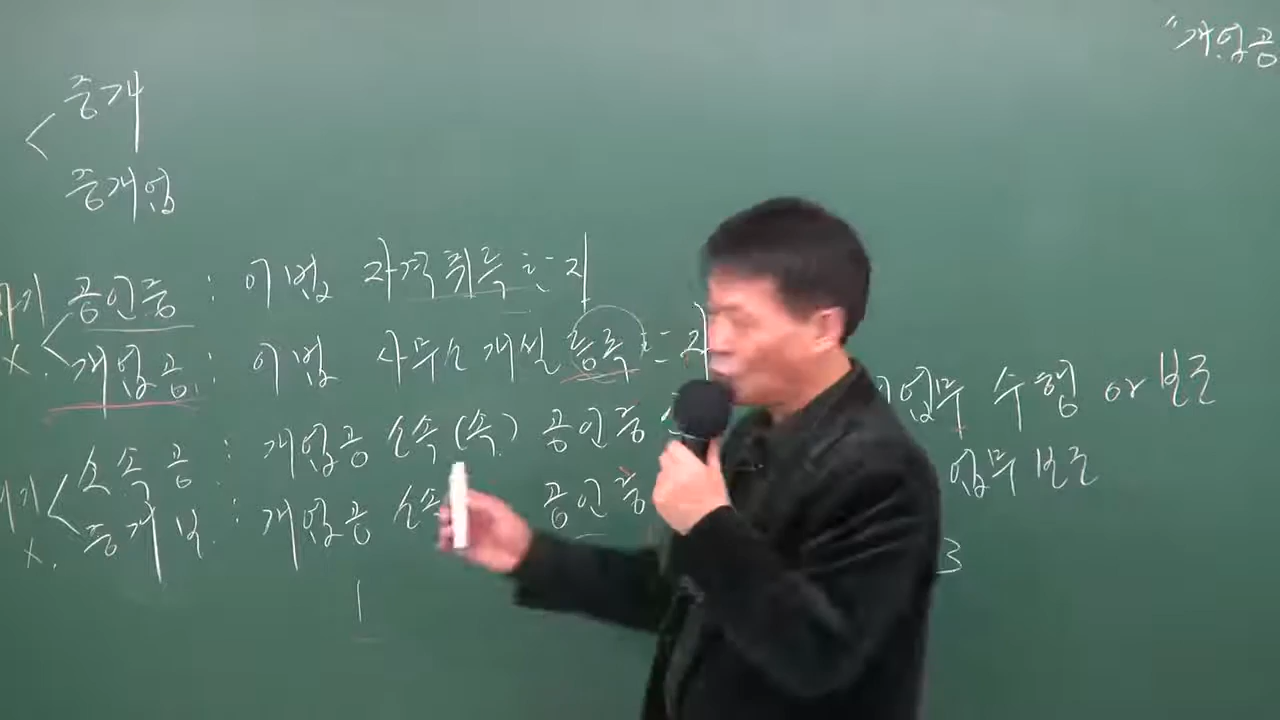 "개업공
중개
중개업
공인중 : 이 법 자격취득 한 자
개업공 : 이 법 사무소 개설 등록 한 자
소속공 : 개업공 소속(속) 공인중 업무 수행 or 보조
중개보 : 개업공 소속 공인중 업무 보조
1 3